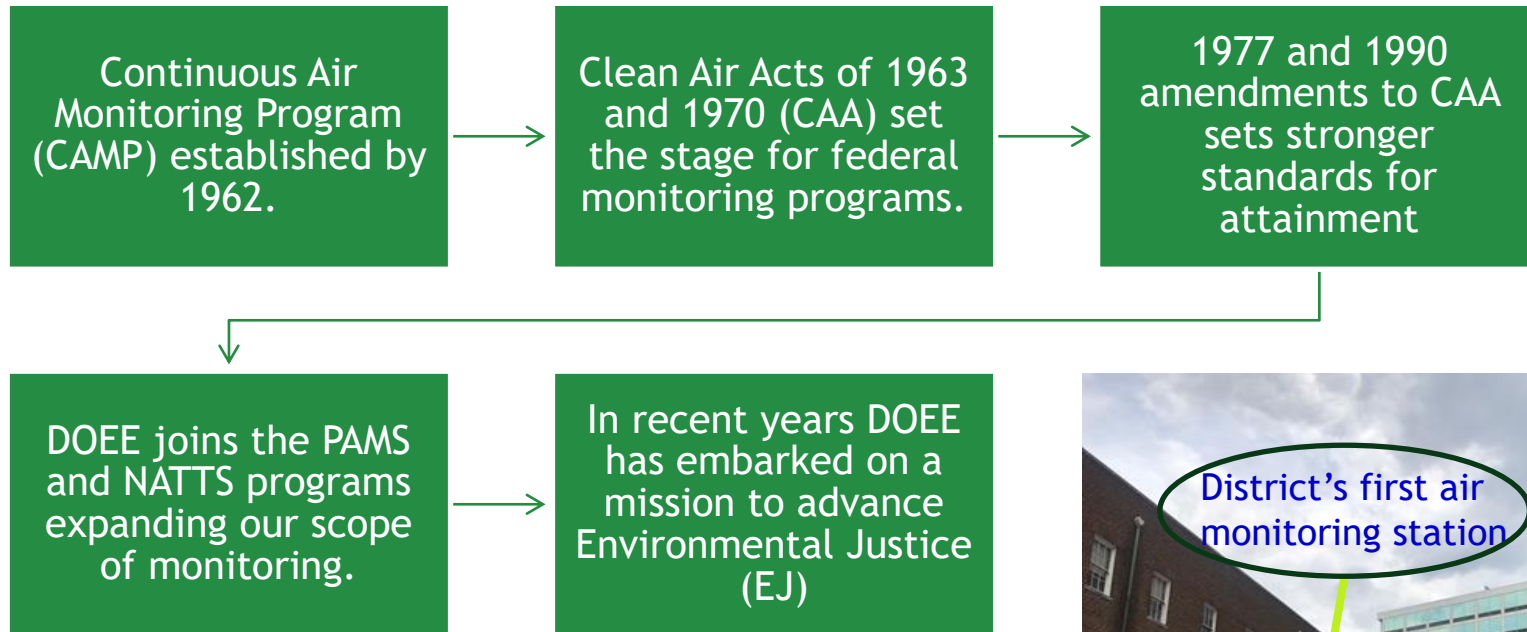 Continuous Air
Monitoring Program
(CAMP) established by
1962.
Clean Air Acts of 1963
and 1970 (CAA) set
the stage for federal
monitoring programs.
1977 and 1990
amendments to CAA
sets stronger
standards for
attainment
DOEE joins the PAMS
and NATTS programs
expanding our scope
of monitoring.
In recent years DOEE
has embarked on a
mission to advance
Environmental Justice
(EJ)
District's first air
monitoring station